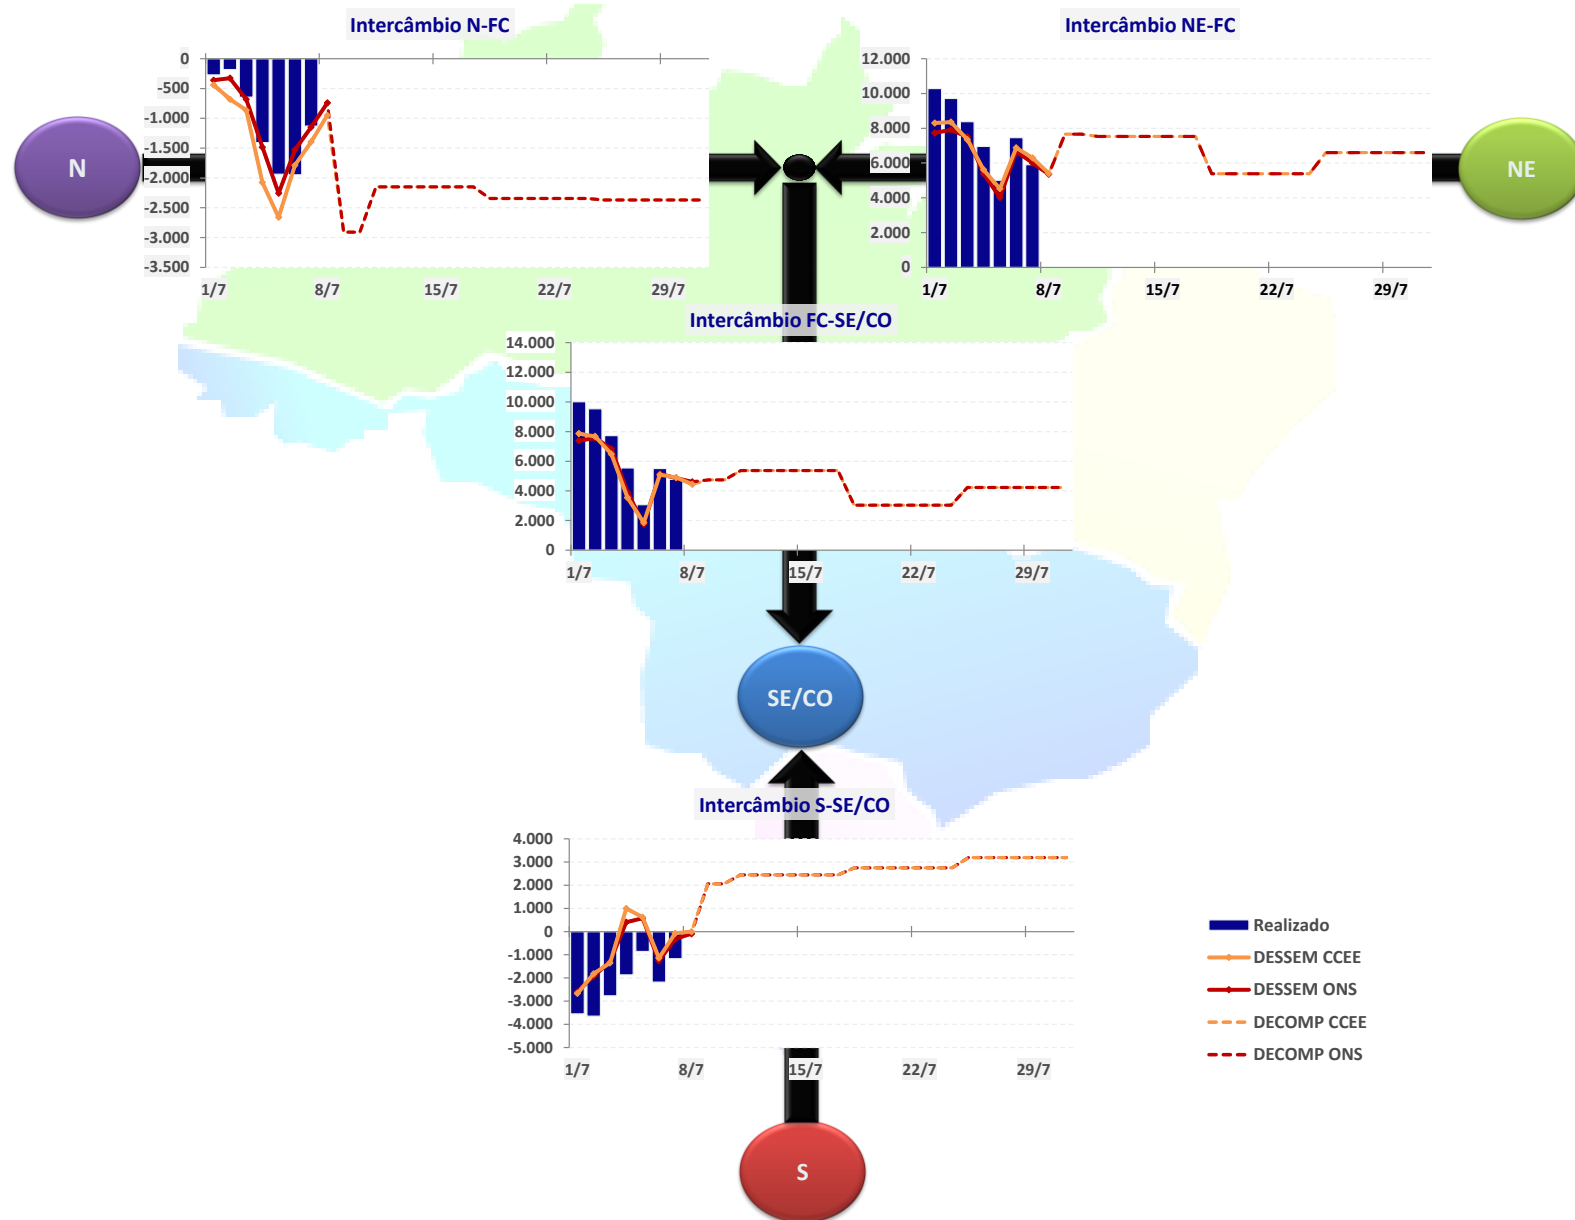 Intercâmbio N-FC
0
-500
-1.000
-1.500
-2.000
-2.500
-3.000
-3.500
1/7 8/7 15/7 22/7 29/7
N
Intercâmbio NE-FC
12.000
10.000
8.000
6.000
4.000
2.000
0
1/7 8/7 15/7 22/7 29/7
NE
Intercâmbio FC-SE/CO
14.000
12.000
10.000
8.000
6.000
4.000
2.000
0
1/7 8/7 15/7 22/7 29/7
SE/CO
Intercâmbio S-SE/CO
4.000
3.000
2.000
1.000
0
-1.000
-2.000
-3.000
-4.000
-5.000
1/7 8/7 15/7 22/7 29/7
Realizado
DESSEM CCEE
DESSEM ONS
DECOMP CCEE
DECOMP ONS
S